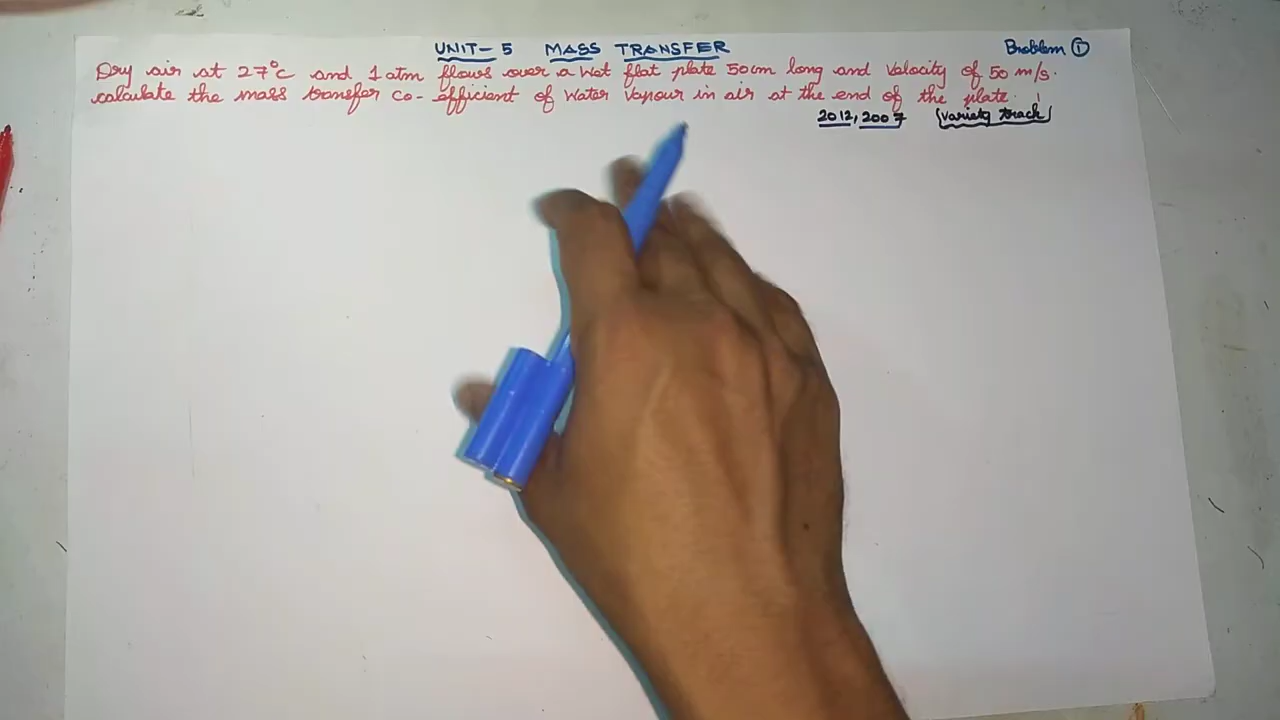 UNIT-5 MASS TRANSFER
Problem ①
Dry air at 27°C and 1 atm flows over a wet flat plate 50cm long and Valocity of 50 m/s.
calculate the mass transfer co-efficient of water vapour in air at the end of the plate.
2012, 2007 {Variety track}